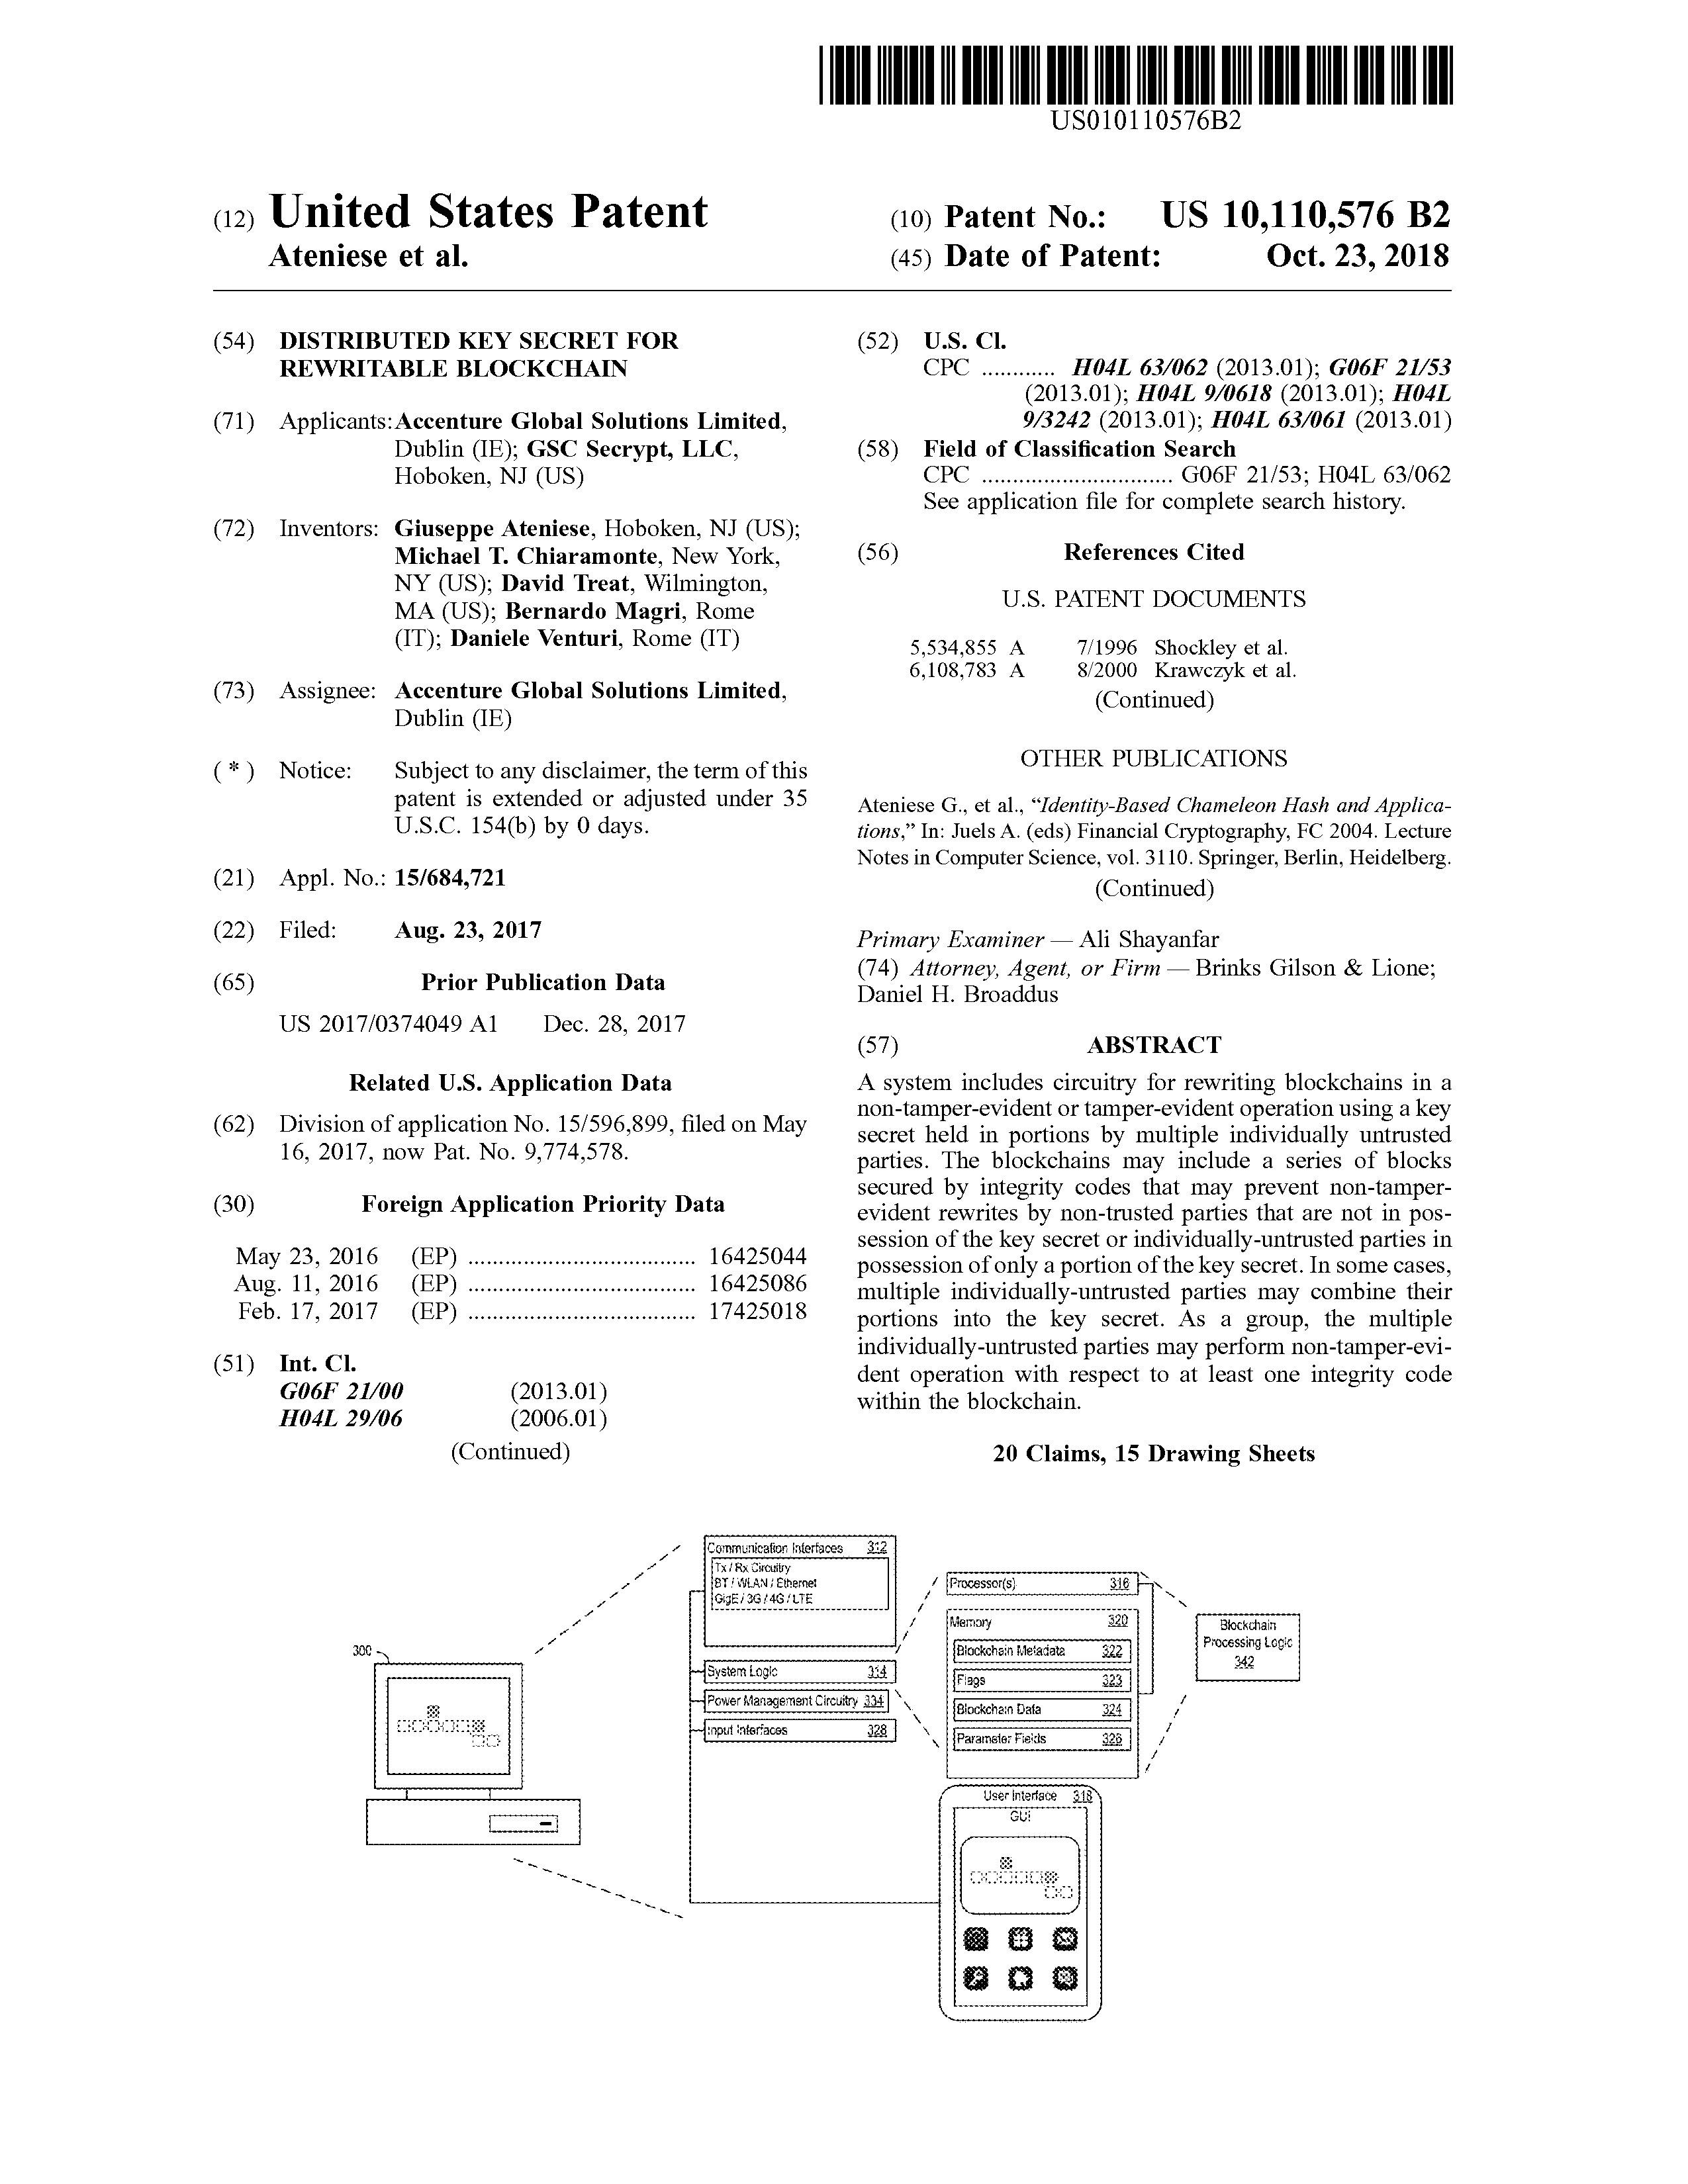 US010110576B2
(12) United States Patent
Ateniese et al.
(10) Patent No.: US 10,110,576 B2
(45) Date of Patent: Oct. 23, 2018
(54) DISTRIBUTED KEY SECRET FOR
REWRITABLE BLOCKCHAIN
(71) Applicants: Accenture Global Solutions Limited,
Dublin (IE); GSC Secrypt, LLC,
Hoboken, NJ (US)
(72) Inventors: Giuseppe Ateniese, Hoboken, NJ (US);
Michael T. Chiaramonte, New York,
NY (US); David Treat, Wilmington,
MA (US); Bernardo Magri, Rome
(IT); Daniele Venturi, Rome (IT)
(73) Assignee: Accenture Global Solutions Limited,
Dublin (IE)
( * ) Notice: Subject to any disclaimer, the term of this
patent is extended or adjusted under 35
U.S.C. 154(b) by 0 days.
(21) Appl. No.: 15/684,721
(22) Filed: Aug. 23, 2017
(65) Prior Publication Data
US 2017/0374049 A1 Dec. 28, 2017
Related U.S. Application Data
(62) Division of application No. 15/596,899, filed on May
16, 2017, now Pat. No. 9,774,578.
(30) Foreign Application Priority Data
May 23, 2016 (EP) ..................................... 16425044
Aug. 11, 2016 (EP) ..................................... 16425086
Feb. 17, 2017 (EP) ..................................... 17425018
(51) Int. Cl.
G06F 21/00 (2013.01)
H04L 29/06 (2006.01)
(Continued)
(52) U.S. Cl.
CPC ............ H04L 63/062 (2013.01); G06F 21/53
(2013.01); H04L 9/0618 (2013.01); H04L
9/3242 (2013.01); H04L 63/061 (2013.01)
(58) Field of Classification Search
CPC ............................... G06F 21/53; H04L 63/062
See application file for complete search history.
(56) References Cited
U.S. PATENT DOCUMENTS
5,534,855 A 7/1996 Shockley et al.
6,108,783 A 8/2000 Krawczyk et al.
(Continued)
OTHER PUBLICATIONS
Ateniese G., et al., “Identity-Based Chameleon Hash and Applica-
tions,” In: Juels A. (eds) Financial Cryptography, FC 2004. Lecture
Notes in Computer Science, vol. 3110. Springer, Berlin, Heidelberg.
(Continued)
Primary Examiner — Ali Shayanfar
(74) Attorney, Agent, or Firm — Brinks Gilson & Lione;
Daniel H. Broaddus
(57) ABSTRACT
A system includes circuitry for rewriting blockchains in a
non-tamper-evident or tamper-evident operation using a key
secret held in portions by multiple individually untrusted
parties. The blockchains may include a series of blocks
secured by integrity codes that may prevent non-tamper-
evident rewrites by non-trusted parties that are not in pos-
session of the key secret or individually-untrusted parties in
possession of only a portion of the key secret. In some cases,
multiple individually-untrusted parties may combine their
portions into the key secret. As a group, the multiple
individually-untrusted parties may perform non-tamper-evi-
dent operation with respect to at least one integrity code
within the blockchain.
20 Claims, 15 Drawing Sheets
300
Communication Interfaces 312
Tx / Rx Circuitry
BT / WLAN / Ethernet
GigE / 3G / 4G / LTE
System Logic 314
Power Management Circuitry 334
Input Interfaces 328
Processor(s) 316
Memory 320
Blockchain Metadata 322
Flags 323
Blockchain Data 324
Parameter Fields 326
Blockchain
Processing Logic
342
User Interface 318
GUI